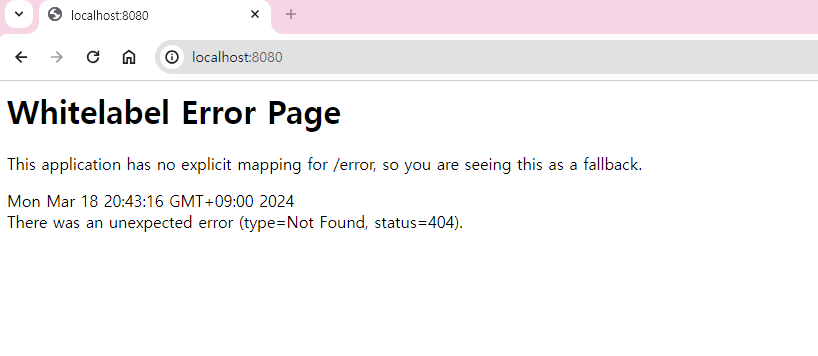 localhost:8080
localhost:8080
Whitelabel Error Page
This application has no explicit mapping for /error, so you are seeing this as a fallback.
Mon Mar 18 20:43:16 GMT+09:00 2024
There was an unexpected error (type=Not Found, status=404).